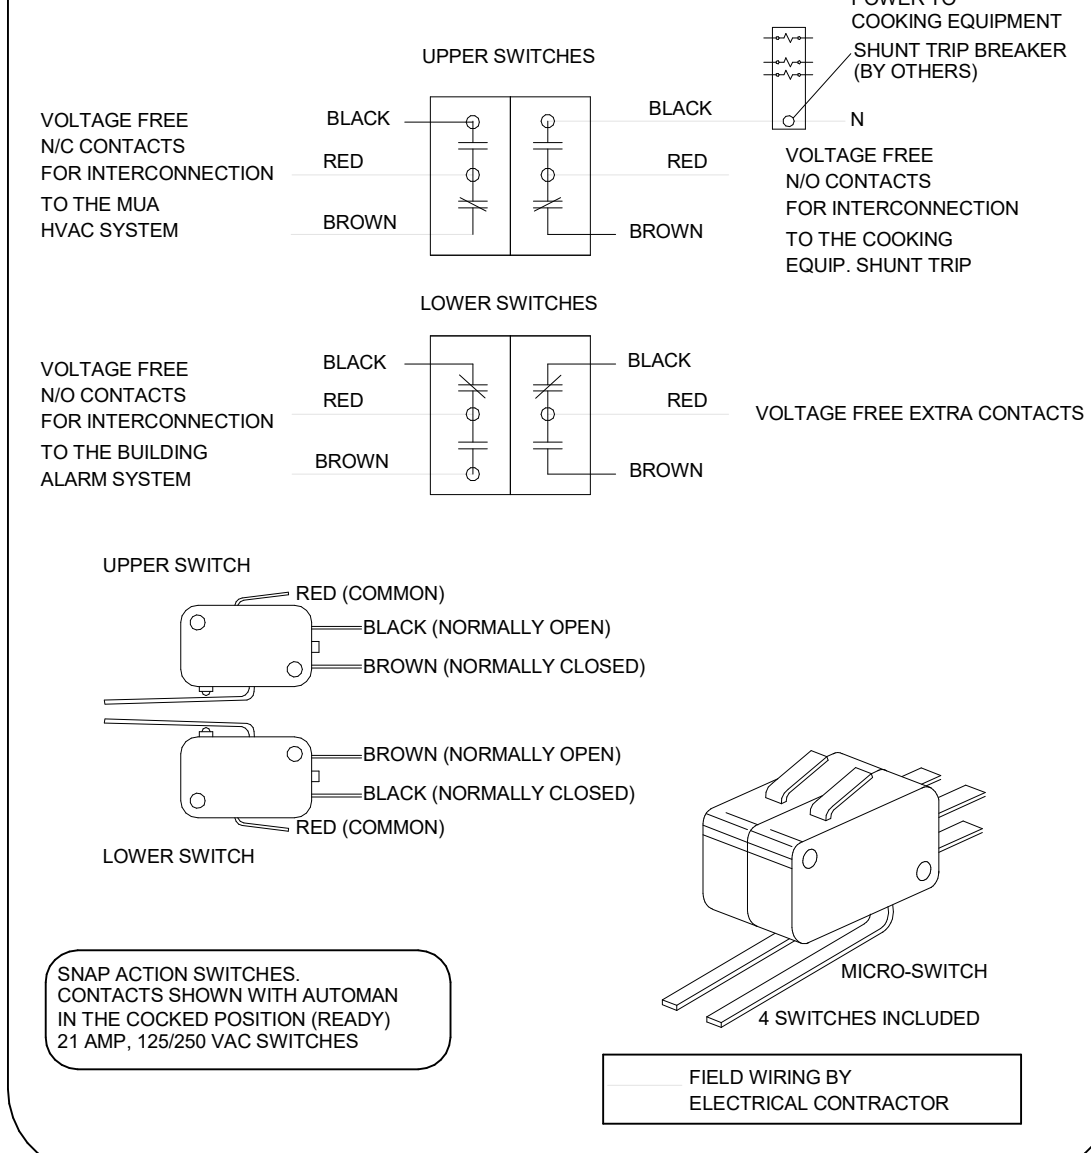 POWER TO
COOKING EQUIPMENT
SHUNT TRIP BREAKER
(BY OTHERS)
N
UPPER SWITCHES
VOLTAGE FREE
N/C CONTACTS
FOR INTERCONNECTION
TO THE MUA
HVAC SYSTEM
BLACK
RED
BROWN
BLACK
RED
BROWN
VOLTAGE FREE
N/O CONTACTS
FOR INTERCONNECTION
TO THE COOKING
EQUIP. SHUNT TRIP
LOWER SWITCHES
VOLTAGE FREE
N/O CONTACTS
FOR INTERCONNECTION
TO THE BUILDING
ALARM SYSTEM
BLACK
RED
BROWN
BLACK
RED
BROWN
VOLTAGE FREE EXTRA CONTACTS
UPPER SWITCH
RED (COMMON)
BLACK (NORMALLY OPEN)
BROWN (NORMALLY CLOSED)
BROWN (NORMALLY OPEN)
BLACK (NORMALLY CLOSED)
RED (COMMON)
LOWER SWITCH
SNAP ACTION SWITCHES.
CONTACTS SHOWN WITH AUTOMAN
IN THE COCKED POSITION (READY)
21 AMP, 125/250 VAC SWITCHES
MICRO-SWITCH
4 SWITCHES INCLUDED
FIELD WIRING BY
ELECTRICAL CONTRACTOR